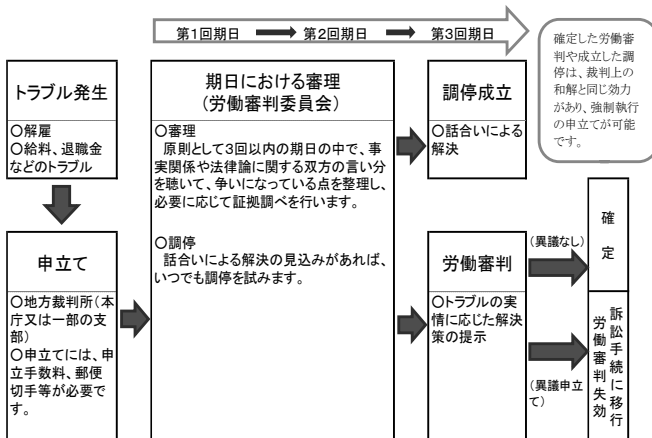 第1回期日
第2回期日
第3回期日
確定した労働審
判や成立した調
停は、裁判上の
和解と同じ効力
があり、強制執行
の申立てが可能
です。
トラブル発生
○解雇
○給料、退職金
などのトラブル
申立て
○地方裁判所(本
庁又は一部の支
部)
○申立てには、申
立手数料、郵便
切手等が必要で
す。
期日における審理
(労働審判委員会)
○審理
原則として3回以内の期日の中で、事
実関係や法律論に関する双方の言い分
を聴いて、争いになっている点を整理し、
必要に応じて証拠調べを行います。
○調停
話合いによる解決の見込みがあれば、
いつでも調停を試みます。
調停成立
○話合いによる
解決
労働審判
○トラブルの実
情に応じた解決
策の提示
(異議なし)
(異議申立
て)
確定
訴訟手続に移行
労働審判失効